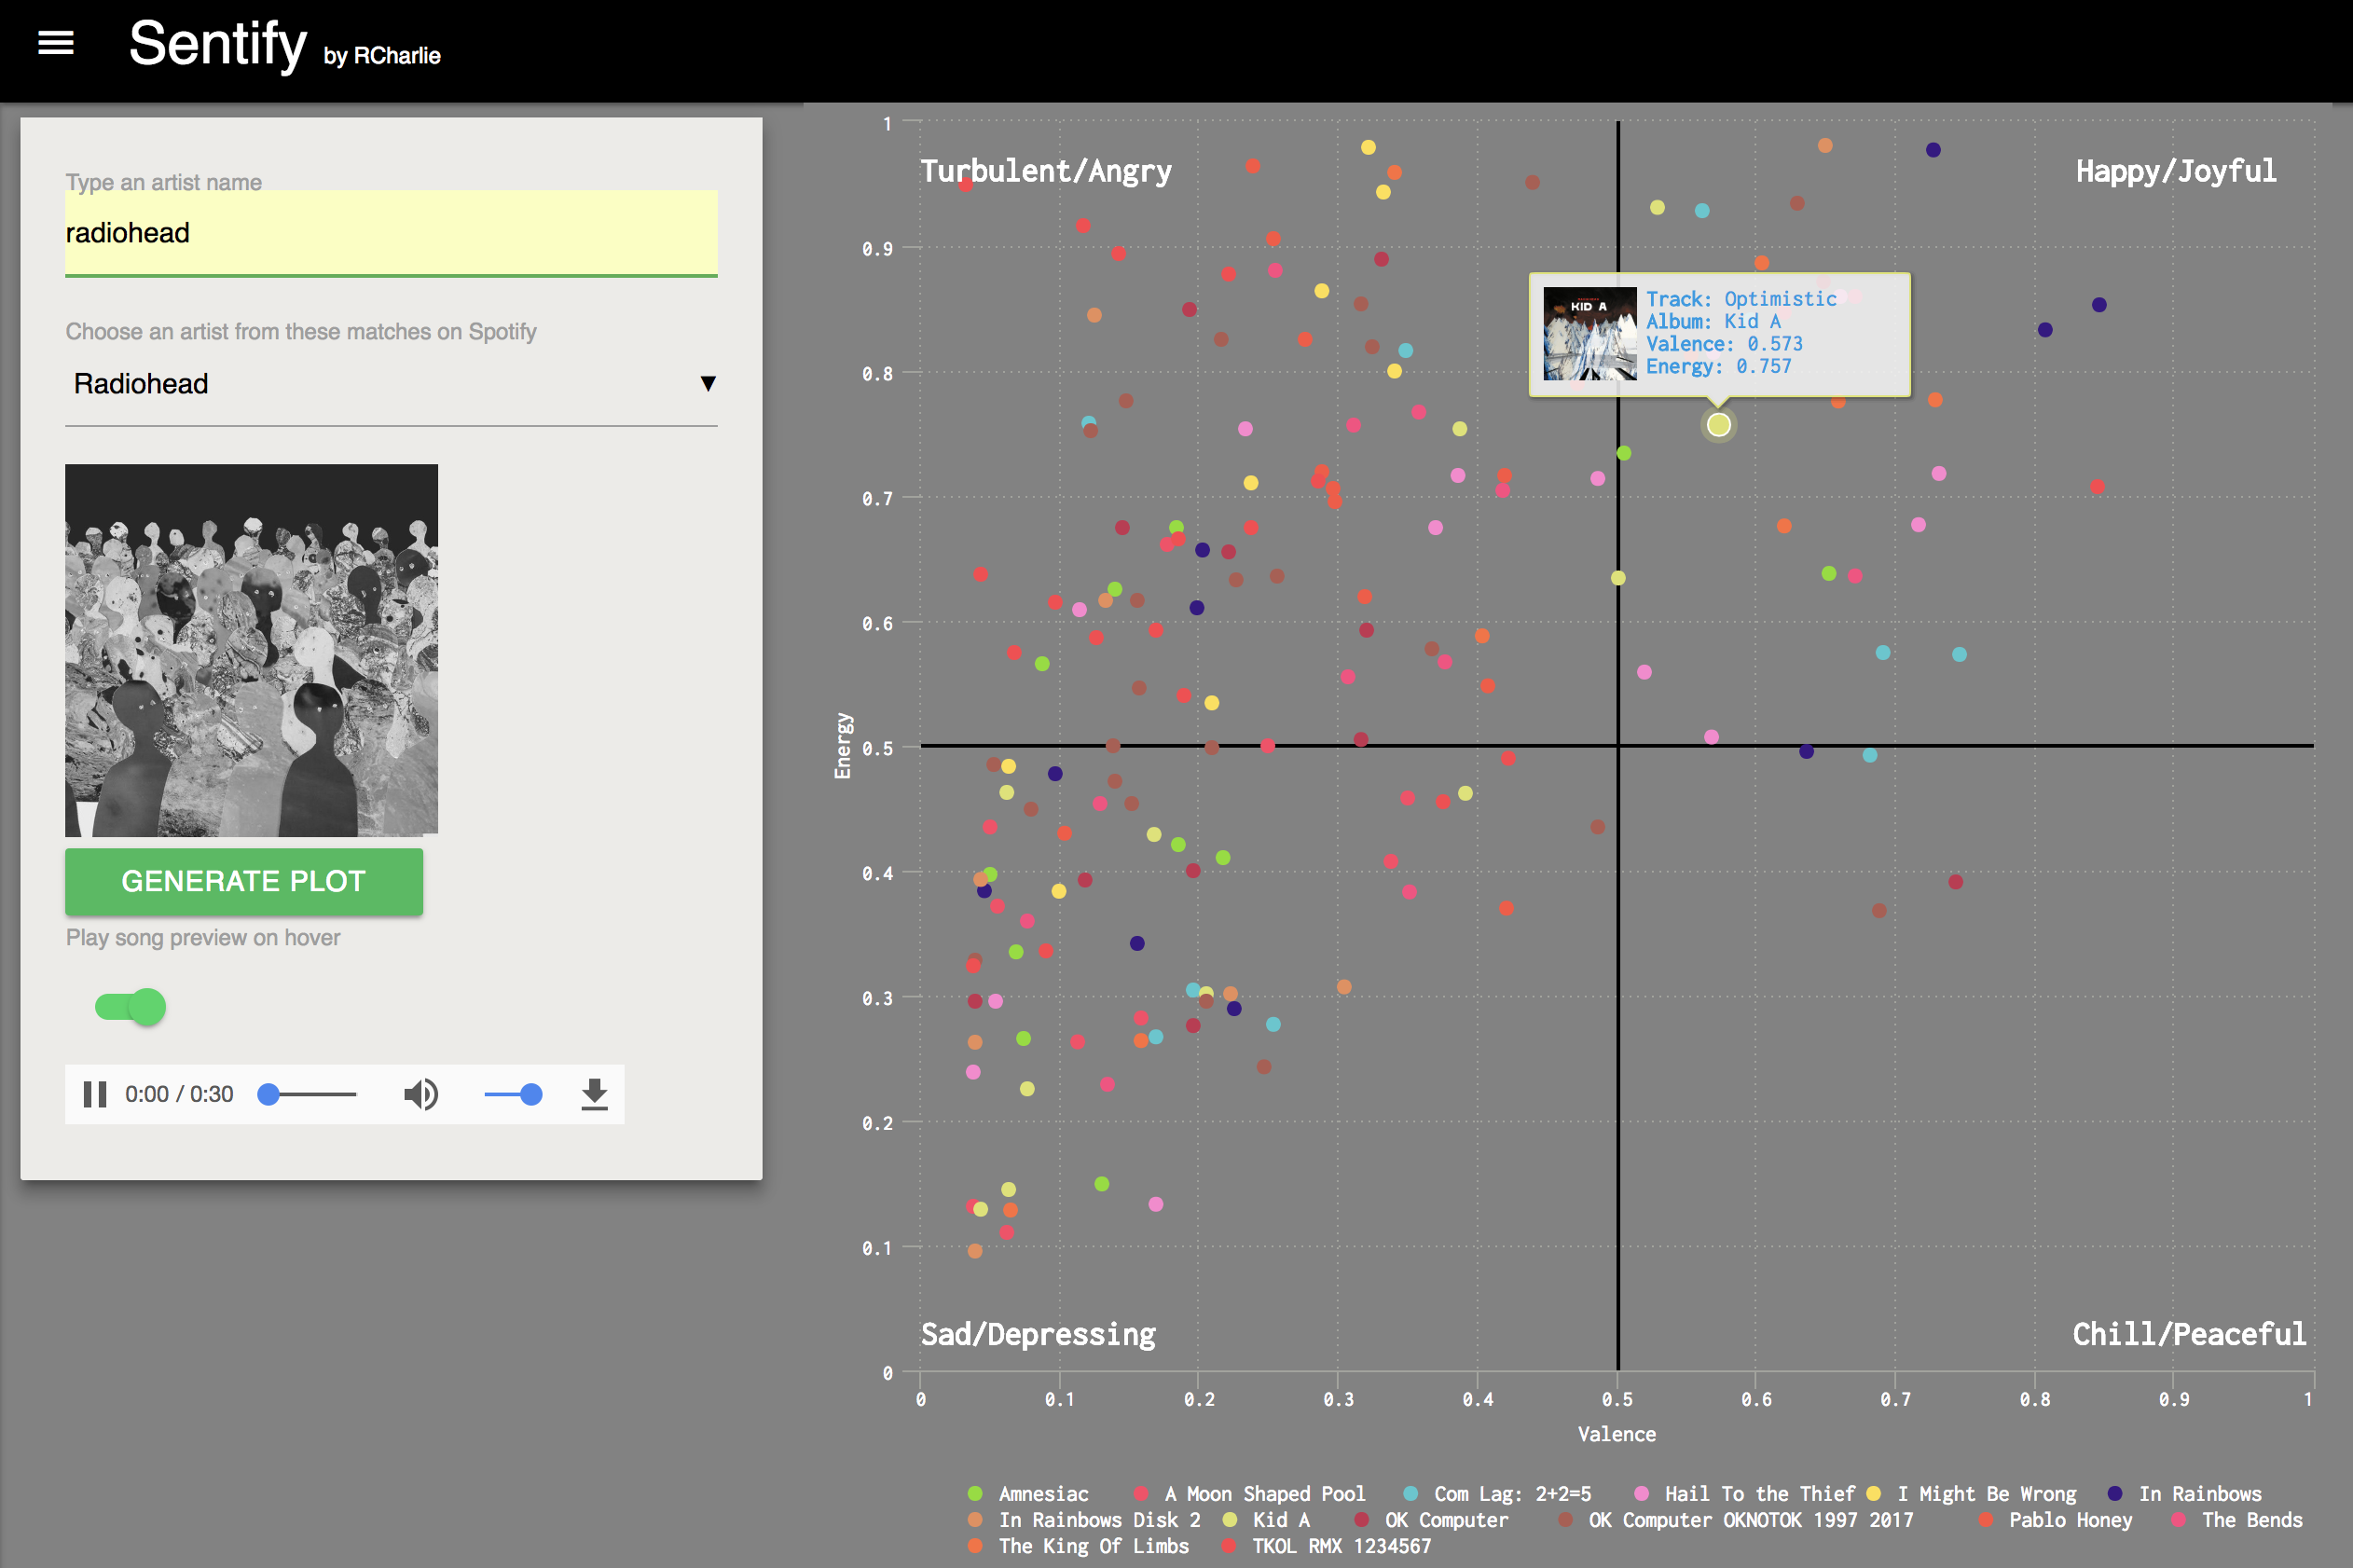 Sentify by RCharlie
Type an artist name
radiohead
Choose an artist from these matches on Spotify
Radiohead
GENERATE PLOT
Play song preview on hover
0:00 / 0:30
Turbulent/Angry
Happy/Joyful
KID A
Track: Optimistic
Album: Kid A
Valence: 0.573
Energy: 0.757
Sad/Depressing
Chill/Peaceful
Energy
1
0.9
0.8
0.7
0.6
0.5
0.4
0.3
0.2
0.1
0
0 0.1 0.2 0.3 0.4 0.5 0.6 0.7 0.8 0.9 1
Valence
Amnesiac A Moon Shaped Pool Com Lag: 2+2=5 Hail To the Thief I Might Be Wrong In Rainbows
In Rainbows Disk 2 Kid A OK Computer OK Computer OKNOTOK 1997 2017 Pablo Honey The Bends
The King Of Limbs TKOL RMX 1234567